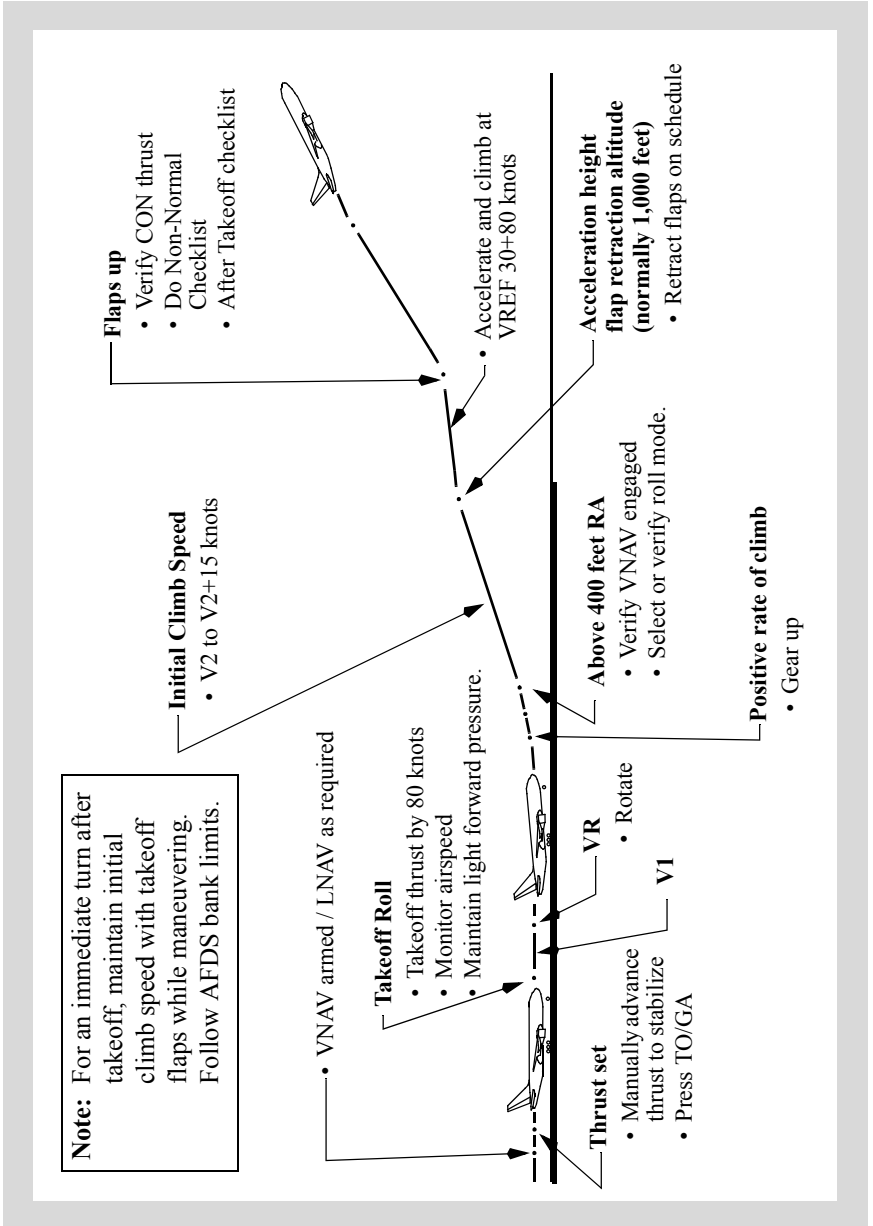 Note: For an immediate turn after
takeoff, maintain initial
climb speed with takeoff
flaps while maneuvering.
Follow AFDS bank limits.
Initial Climb Speed
• V2 to V2+15 knots
Flaps up
• Verify CON thrust
• Do Non-Normal
Checklist
• After Takeoff checklist
• VNAV armed / LNAV as required
Takeoff Roll
• Takeoff thrust by 80 knots
• Monitor airspeed
• Maintain light forward pressure.
• Accelerate and climb at
VREF 30+80 knots
Thrust set
• Manually advance
thrust to stabilize
• Press TO/GA
V1
VR
• Rotate
Above 400 feet RA
• Verify VNAV engaged
• Select or verify roll mode.
Acceleration height
flap retraction altitude
(normally 1,000 feet)
• Retract flaps on schedule
Positive rate of climb
• Gear up